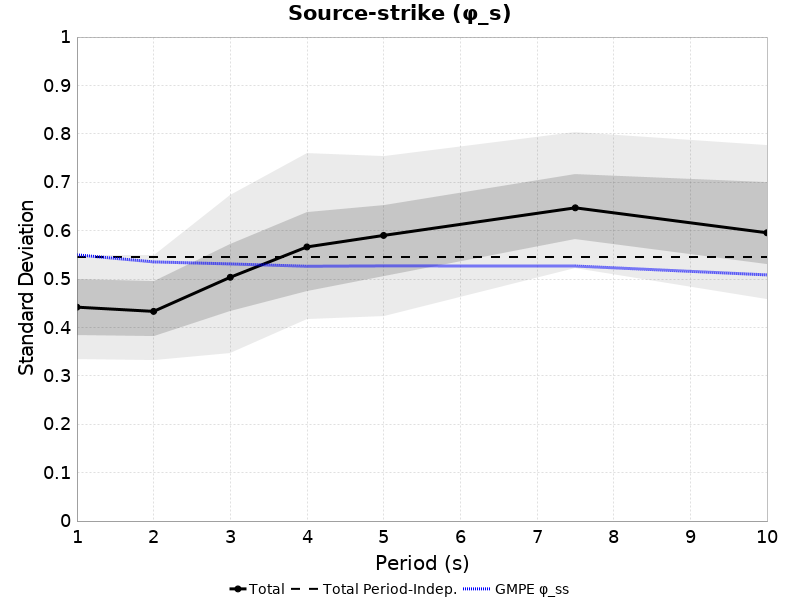 Source-strike (φ_s)
Standard Deviation
1
0.9
0.8
0.7
0.6
0.5
0.4
0.3
0.2
0.1
0
1 2 3 4 5 6 7 8 9 10
Period (s)
Total Total Period-Indep. GMPE φ_ss